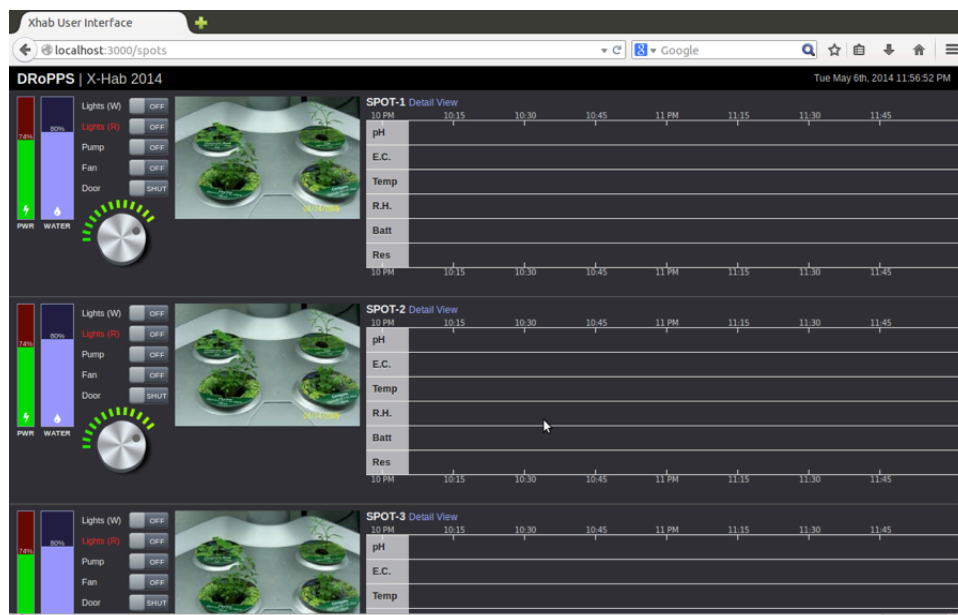 Xhab User Interface
localhost:3000/spots
Google
DRoPPS | X-Hab 2014
Tue May 6th, 2014 11:56:52 PM
74%
80%
PWR
WATER
Lights (W) OFF
Lights (R) OFF
Pump OFF
Fan OFF
Door SHUT
SPOT-1 Detail View
10 PM 10:15 10:30 10:45 11 PM 11:15 11:30 11:45
pH
E.C.
Temp
R.H.
Batt
Res
10 PM 10:15 10:30 10:45 11 PM 11:15 11:30 11:45
74%
80%
PWR
WATER
Lights (W) OFF
Lights (R) OFF
Pump OFF
Fan OFF
Door SHUT
SPOT-2 Detail View
10 PM 10:15 10:30 10:45 11 PM 11:15 11:30 11:45
pH
E.C.
Temp
R.H.
Batt
Res
10 PM 10:15 10:30 10:45 11 PM 11:15 11:30 11:45
74%
80%
Lights (W) OFF
Lights (R) OFF
Pump OFF
Fan OFF
Door SHUT
SPOT-3 Detail View
10 PM 10:15 10:30 10:45 11 PM 11:15 11:30 11:45
pH
E.C.
Temp